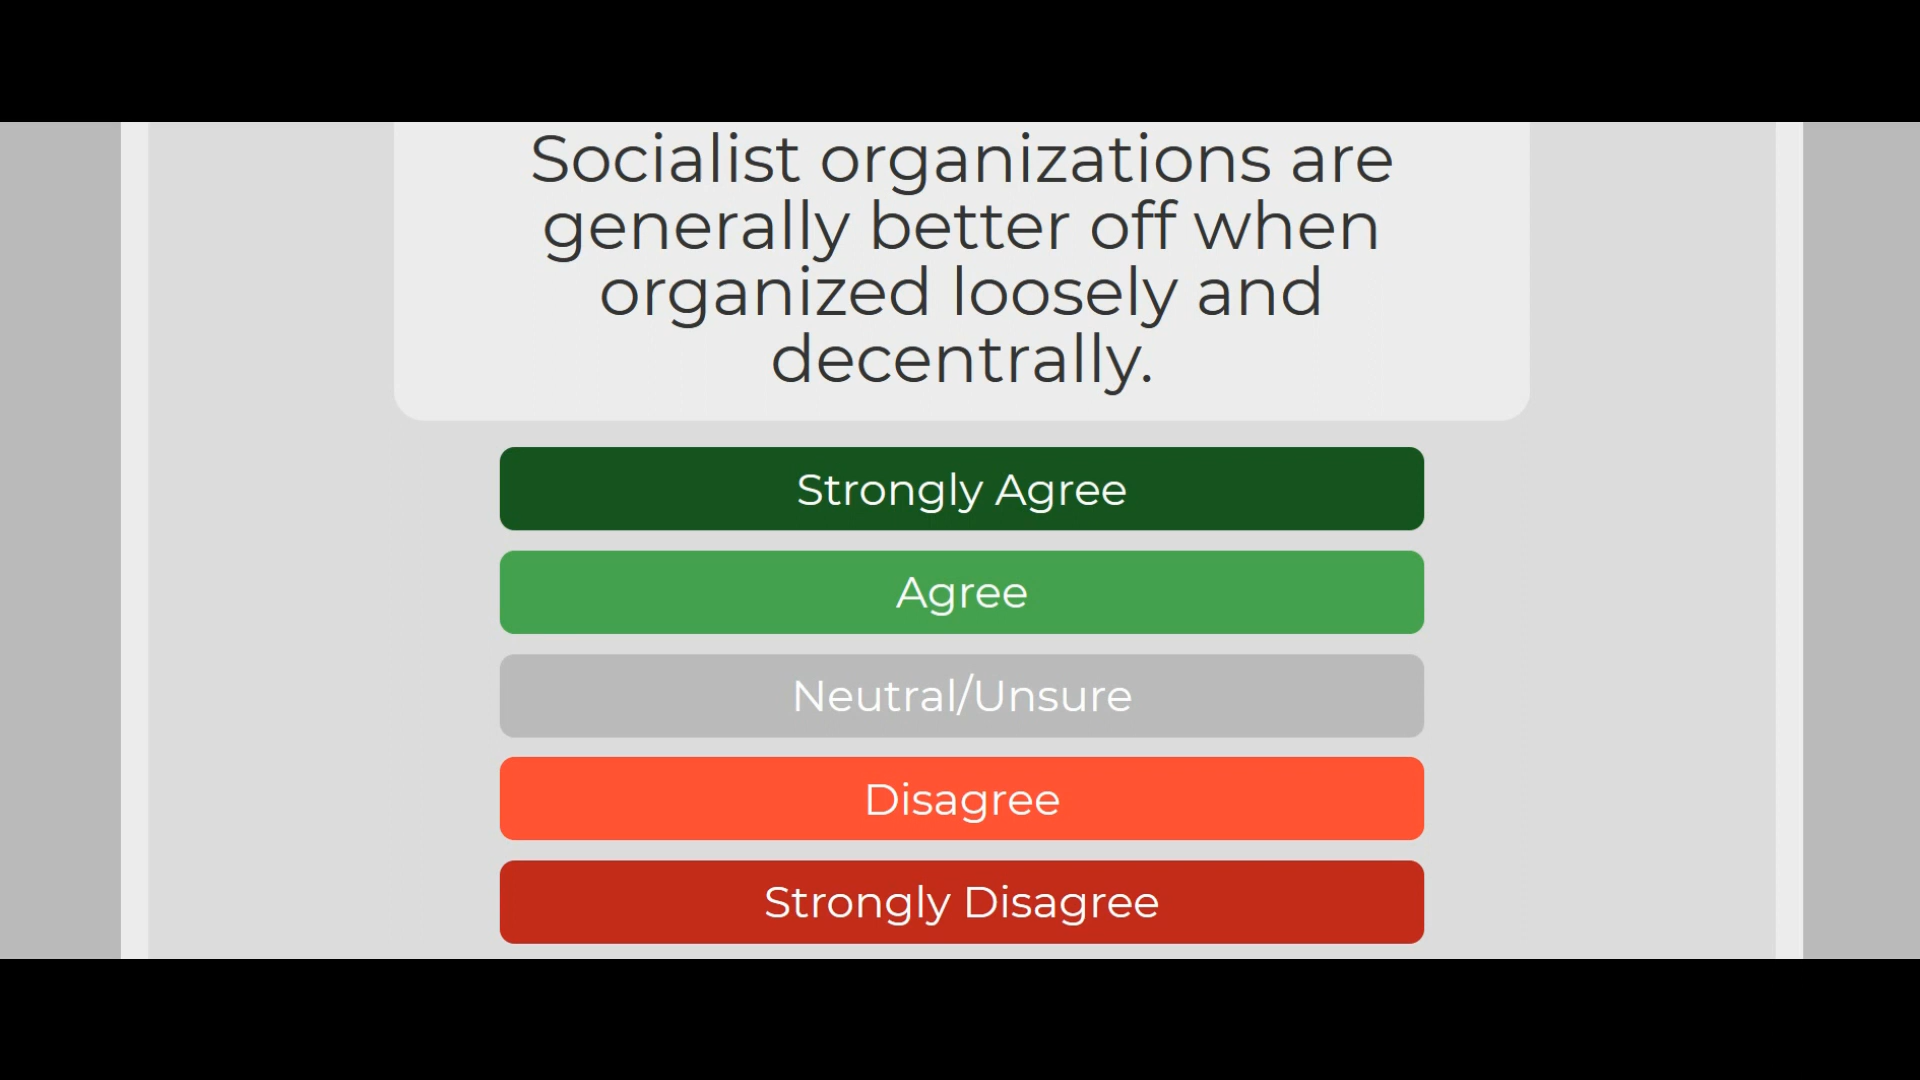 Socialist organizations are
generally better off when
organized loosely and
decentrally.
Strongly Agree
Agree
Neutral/Unsure
Disagree
Strongly Disagree